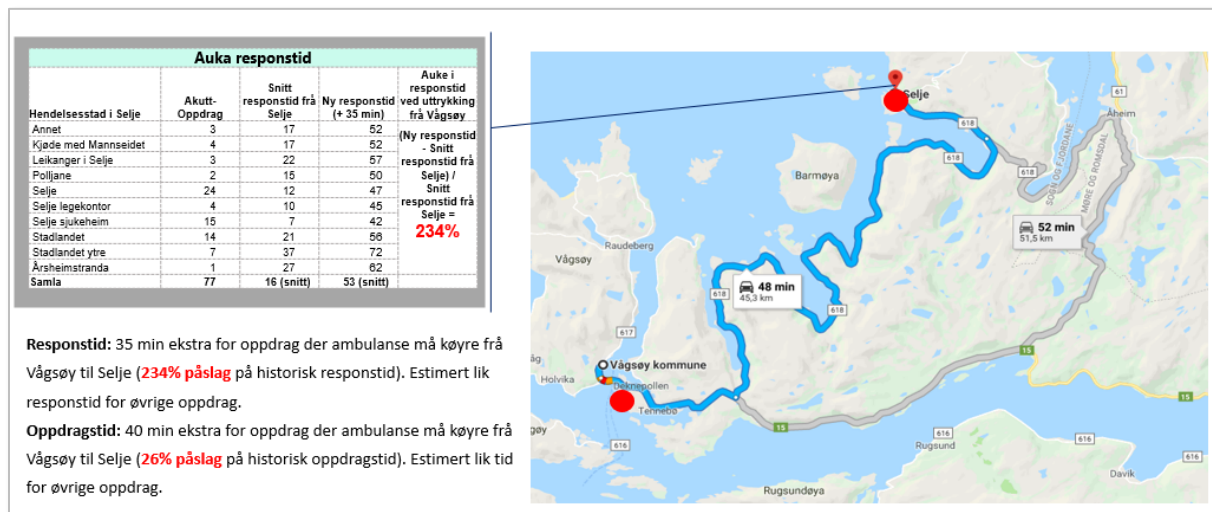 Auka responstid
Hendelsesstad i Selje | Akutt-Oppdrag | Snitt responstid frå Selje | Ny responstid (+ 35 min) | Auke i responstid ved uttrykking frå Vågsøy
Annet 3 17 52
Kjøde med Mannseidet 4 17 52
Leikanger i Selje 3 22 57
Polljane 2 15 50
Selje 24 12 47
Selje legekontor 4 10 45
Selje sjukeheim 15 7 42
Stadlandet 14 21 56
Stadlandet ytre 7 37 72
Årsheimstranda 1 27 62
Samla 77 16 (snitt) 53 (snitt)
(Ny responstid
- Snitt
responstid frå
Selje) /
Snitt
responstid frå
Selje =
234%
Responstid: 35 min ekstra for oppdrag der ambulanse må køyre frå
Vågsøy til Selje (234% påslag på historisk responstid). Estimert lik
responstid for øvrige oppdrag.
Oppdragstid: 40 min ekstra for oppdrag der ambulanse må køyre frå
Vågsøy til Selje (26% påslag på historisk oppdragstid). Estimert lik tid
for øvrige oppdrag.
Selje
61
Åheim
618
618
618
SOGN OG FJORDANE
MØRE OG ROMSDAL
Barmøya
52 min
51,5 km
Raudeberg
Vågsøy
48 min
45,3 km
618
618
617
Vågsøy kommune
Holvika
Deknepollen
Tennebø
15
15
15
616
616
616
Rugsund
Davik
Rugsundøya